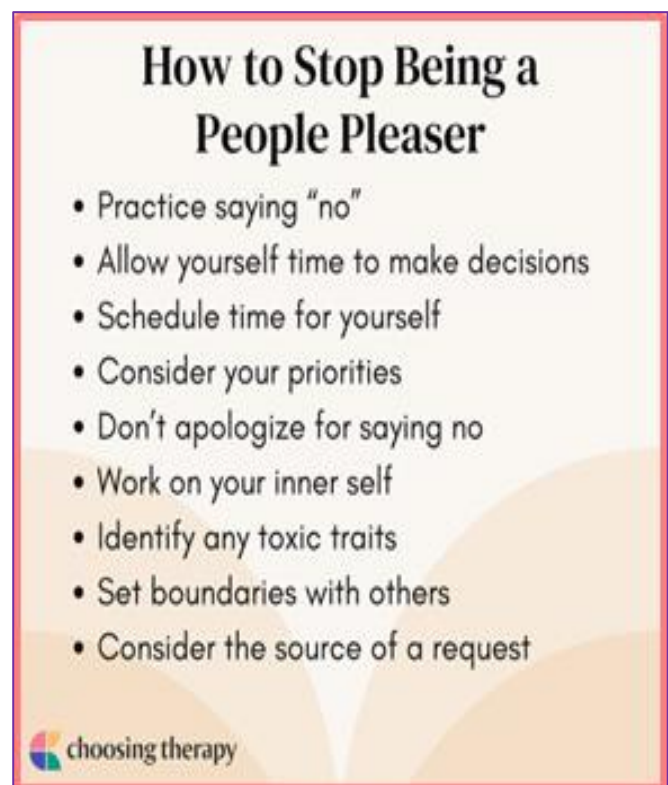 How to Stop Being a
People Pleaser
• Practice saying “no”
• Allow yourself time to make decisions
• Schedule time for yourself
• Consider your priorities
• Don’t apologize for saying no
• Work on your inner self
• Identify any toxic traits
• Set boundaries with others
• Consider the source of a request
choosing therapy